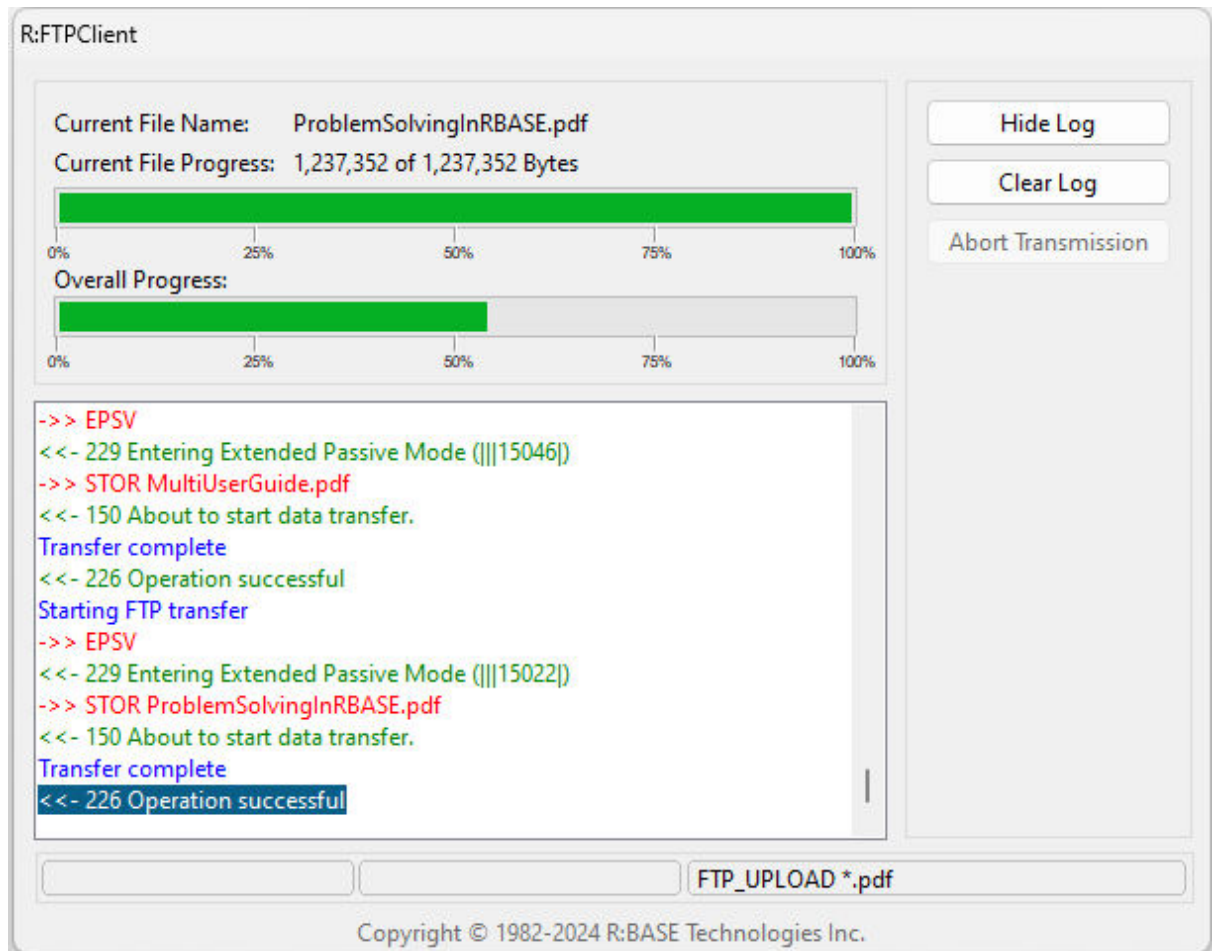 R:FTPClient
Current File Name: ProblemSolvingInRBASE.pdf
Current File Progress: 1,237,352 of 1,237,352 Bytes
0% 25% 50% 75% 100%
Overall Progress:
0% 25% 50% 75% 100%
Hide Log
Clear Log
Abort Transmission
->> EPSV
<<- 229 Entering Extended Passive Mode (|||15046|)
->> STOR MultiUserGuide.pdf
<<- 150 About to start data transfer.
Transfer complete
<<- 226 Operation successful
Starting FTP transfer
->> EPSV
<<- 229 Entering Extended Passive Mode (|||15022|)
->> STOR ProblemSolvingInRBASE.pdf
<<- 150 About to start data transfer.
Transfer complete
<<- 226 Operation successful
FTP_UPLOAD *.pdf
Copyright © 1982-2024 R:BASE Technologies Inc.